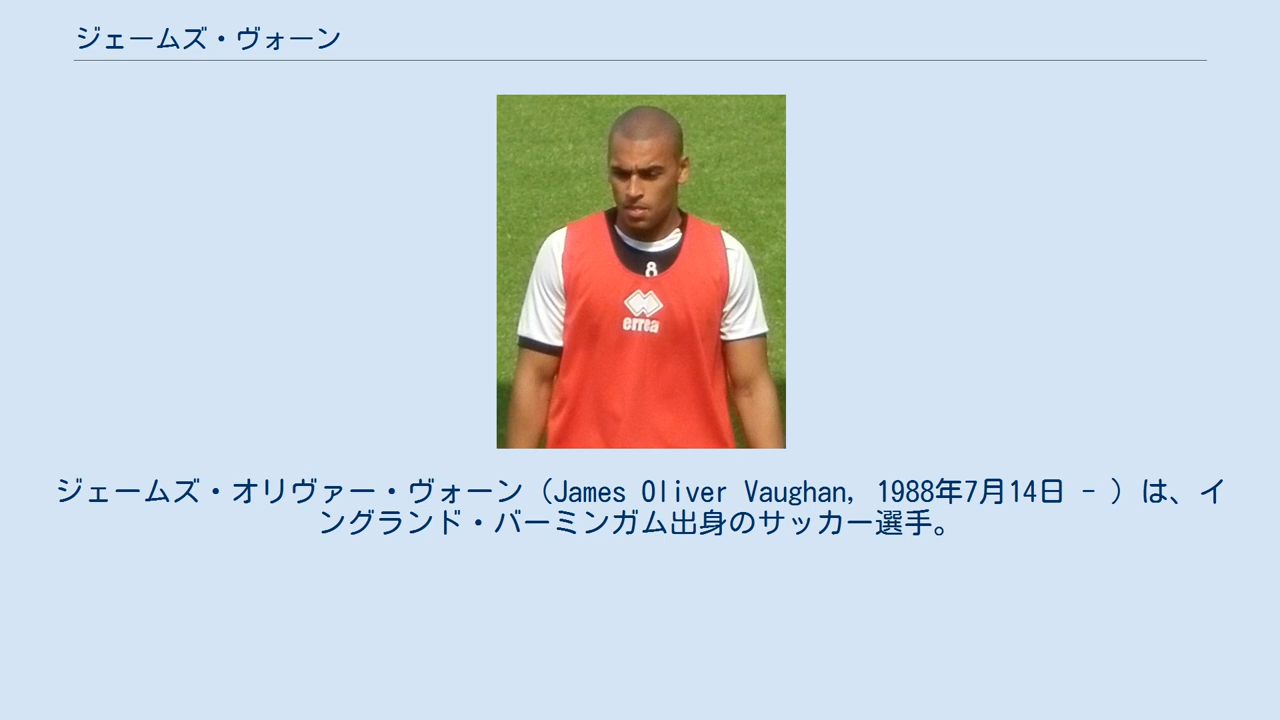 ジェームズ・ヴォーン
8
errea
ジェームズ・オリヴァー・ヴォーン（James Oliver Vaughan, 1988年7月14日 - ）は、イ
ングランド・バーミンガム出身のサッカー選手。